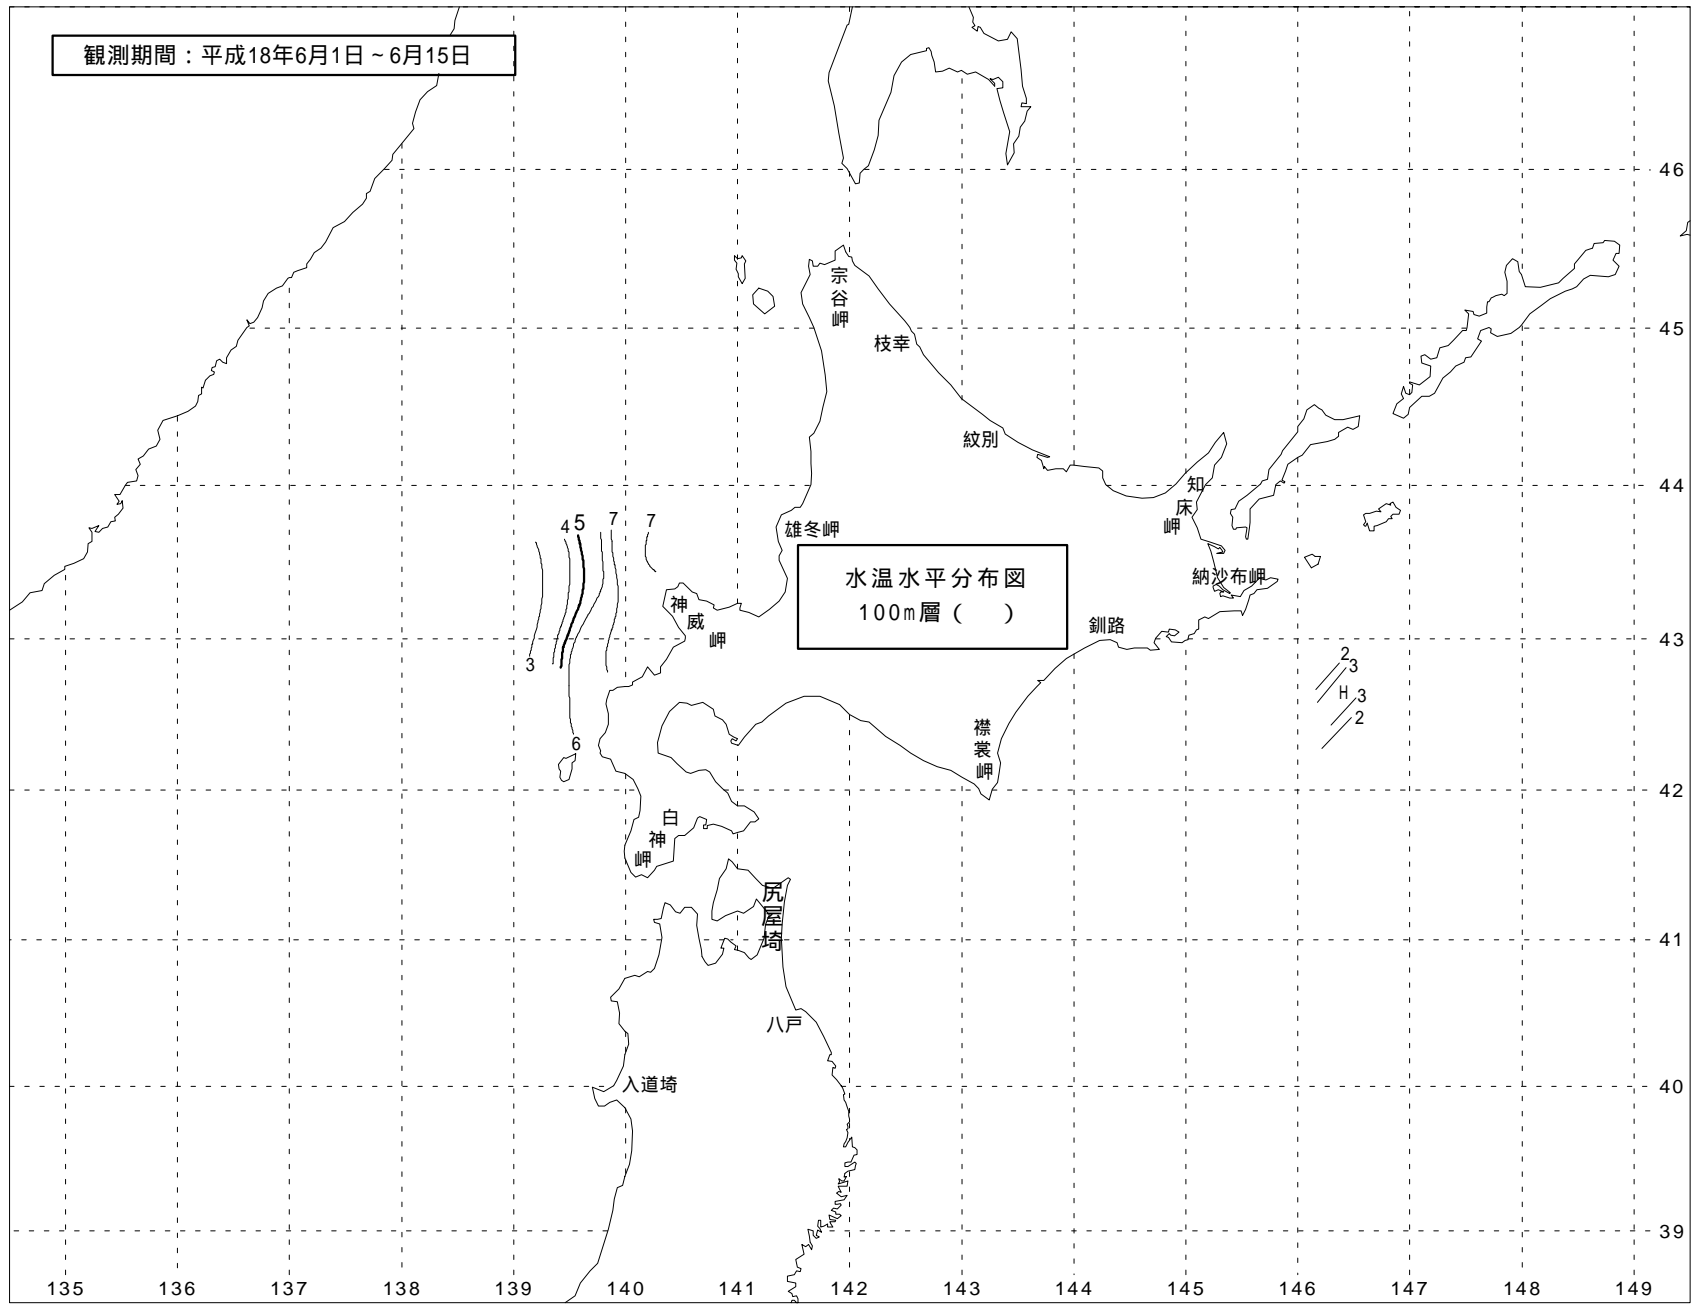 観測期間：平成18年6月1日～6月15日
46
宗谷岬
45
枝幸
紋別
44
知床岬
4
5
7
7
雄冬岬
水温水平分布図
100m層（　）
納沙布岬
神威岬
釧路
43
3
2
3
H
3
2
6
襟裳岬
42
白神岬
尻屋埼
41
八戸
入道埼
40
39
135 136 137 138 139 140 141 142 143 144 145 146 147 148 149